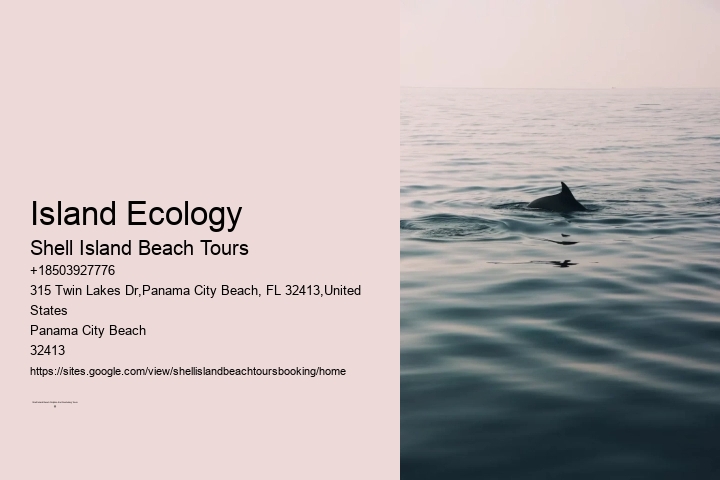 Island Ecology
Shell Island Beach Tours
+18503927776
315 Twin Lakes Dr,Panama City Beach, FL 32413,United
States
Panama City Beach
32413
https://sites.google.com/view/shellislandbeachtoursbooking/home